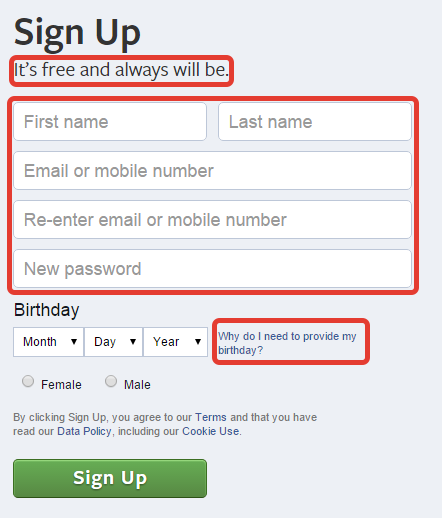 Sign Up
It's free and always will be.
First name Last name
Email or mobile number
Re-enter email or mobile number
New password
Birthday
Month Day Year Why do I need to provide my
birthday?
Female Male
By clicking Sign Up, you agree to our Terms and that you have
read our Data Policy, including our Cookie Use.
Sign Up